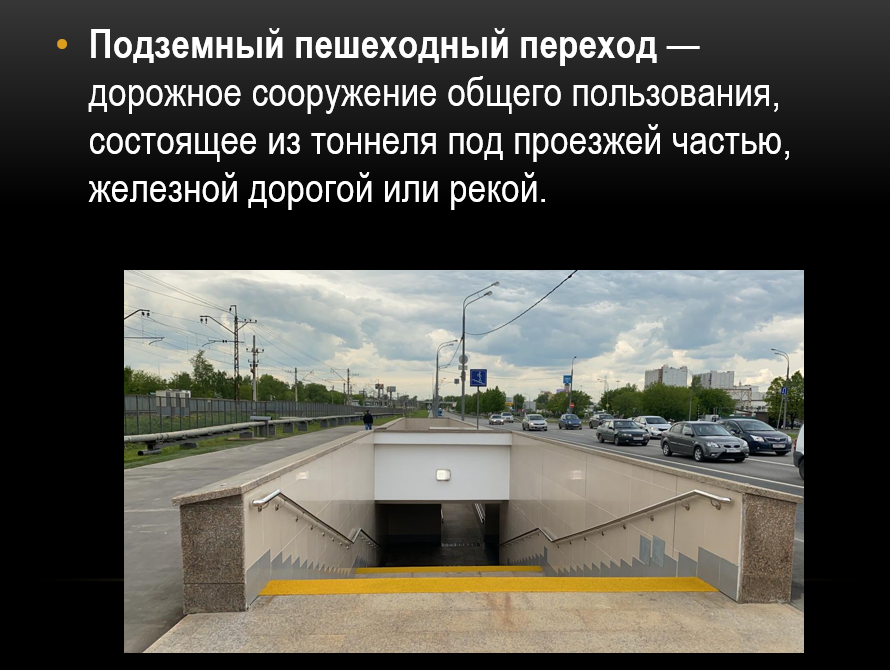 Подземный пешеходный переход —
дорожное сооружение общего пользования,
состоящее из тоннеля под проезжей частью,
железной дорогой или рекой.